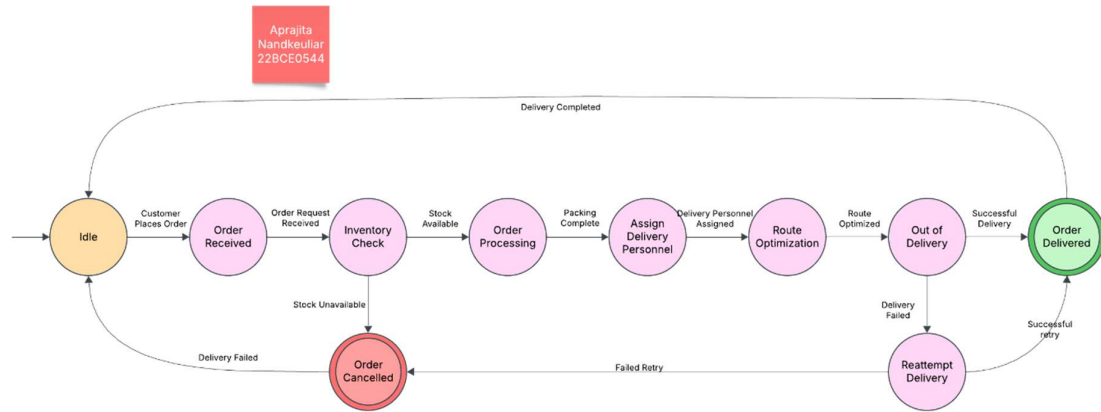 Aprajita
Nandkeuliar
22BCE0544
Delivery Completed
Idle
Customer
Places Order
Order
Received
Order Request
Received
Inventory
Check
Stock
Available
Order
Processing
Packing
Complete
Assign
Delivery
Personnel
Delivery Personnel
Assigned
Route
Optimization
Route
Optimized
Out of
Delivery
Successful
Delivery
Order
Delivered
Stock Unavailable
Delivery
Failed
Successful
retry
Delivery Failed
Order
Cancelled
Failed Retry
Reattempt
Delivery